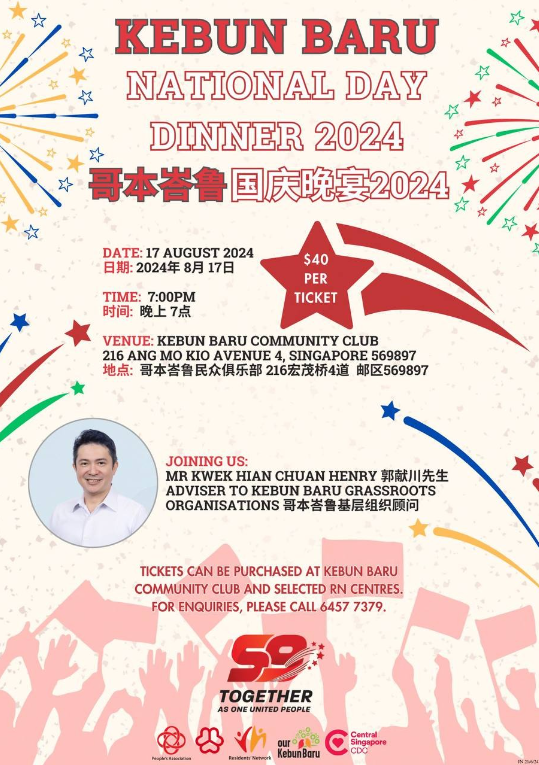 KEBUN BARU
NATIONAL DAY
DINNER 2024
哥本峇鲁国庆晚宴2024
DATE: 17 AUGUST 2024
日期: 2024年 8月 17日
$40
PER
TICKET
TIME: 7:00PM
时间: 晚上 7点
VENUE: KEBUN BARU COMMUNITY CLUB
216 ANG MO KIO AVENUE 4, SINGAPORE 569897
地点: 哥本峇鲁民众俱乐部 216宏茂桥4道 邮区569897
JOINING US:
MR KWEK HIAN CHUAN HENRY 郭献川先生
ADVISER TO KEBUN BARU GRASSROOTS
ORGANISATIONS 哥本峇鲁基层组织顾问
TICKETS CAN BE PURCHASED AT KEBUN BARU
COMMUNITY CLUB AND SELECTED RN CENTRES.
FOR ENQUIRIES, PLEASE CALL 6457 7379.
59
TOGETHER
AS ONE UNITED PEOPLE
People's Association
Residents' Network
our
KebunBaru
Central
Singapore
CDC